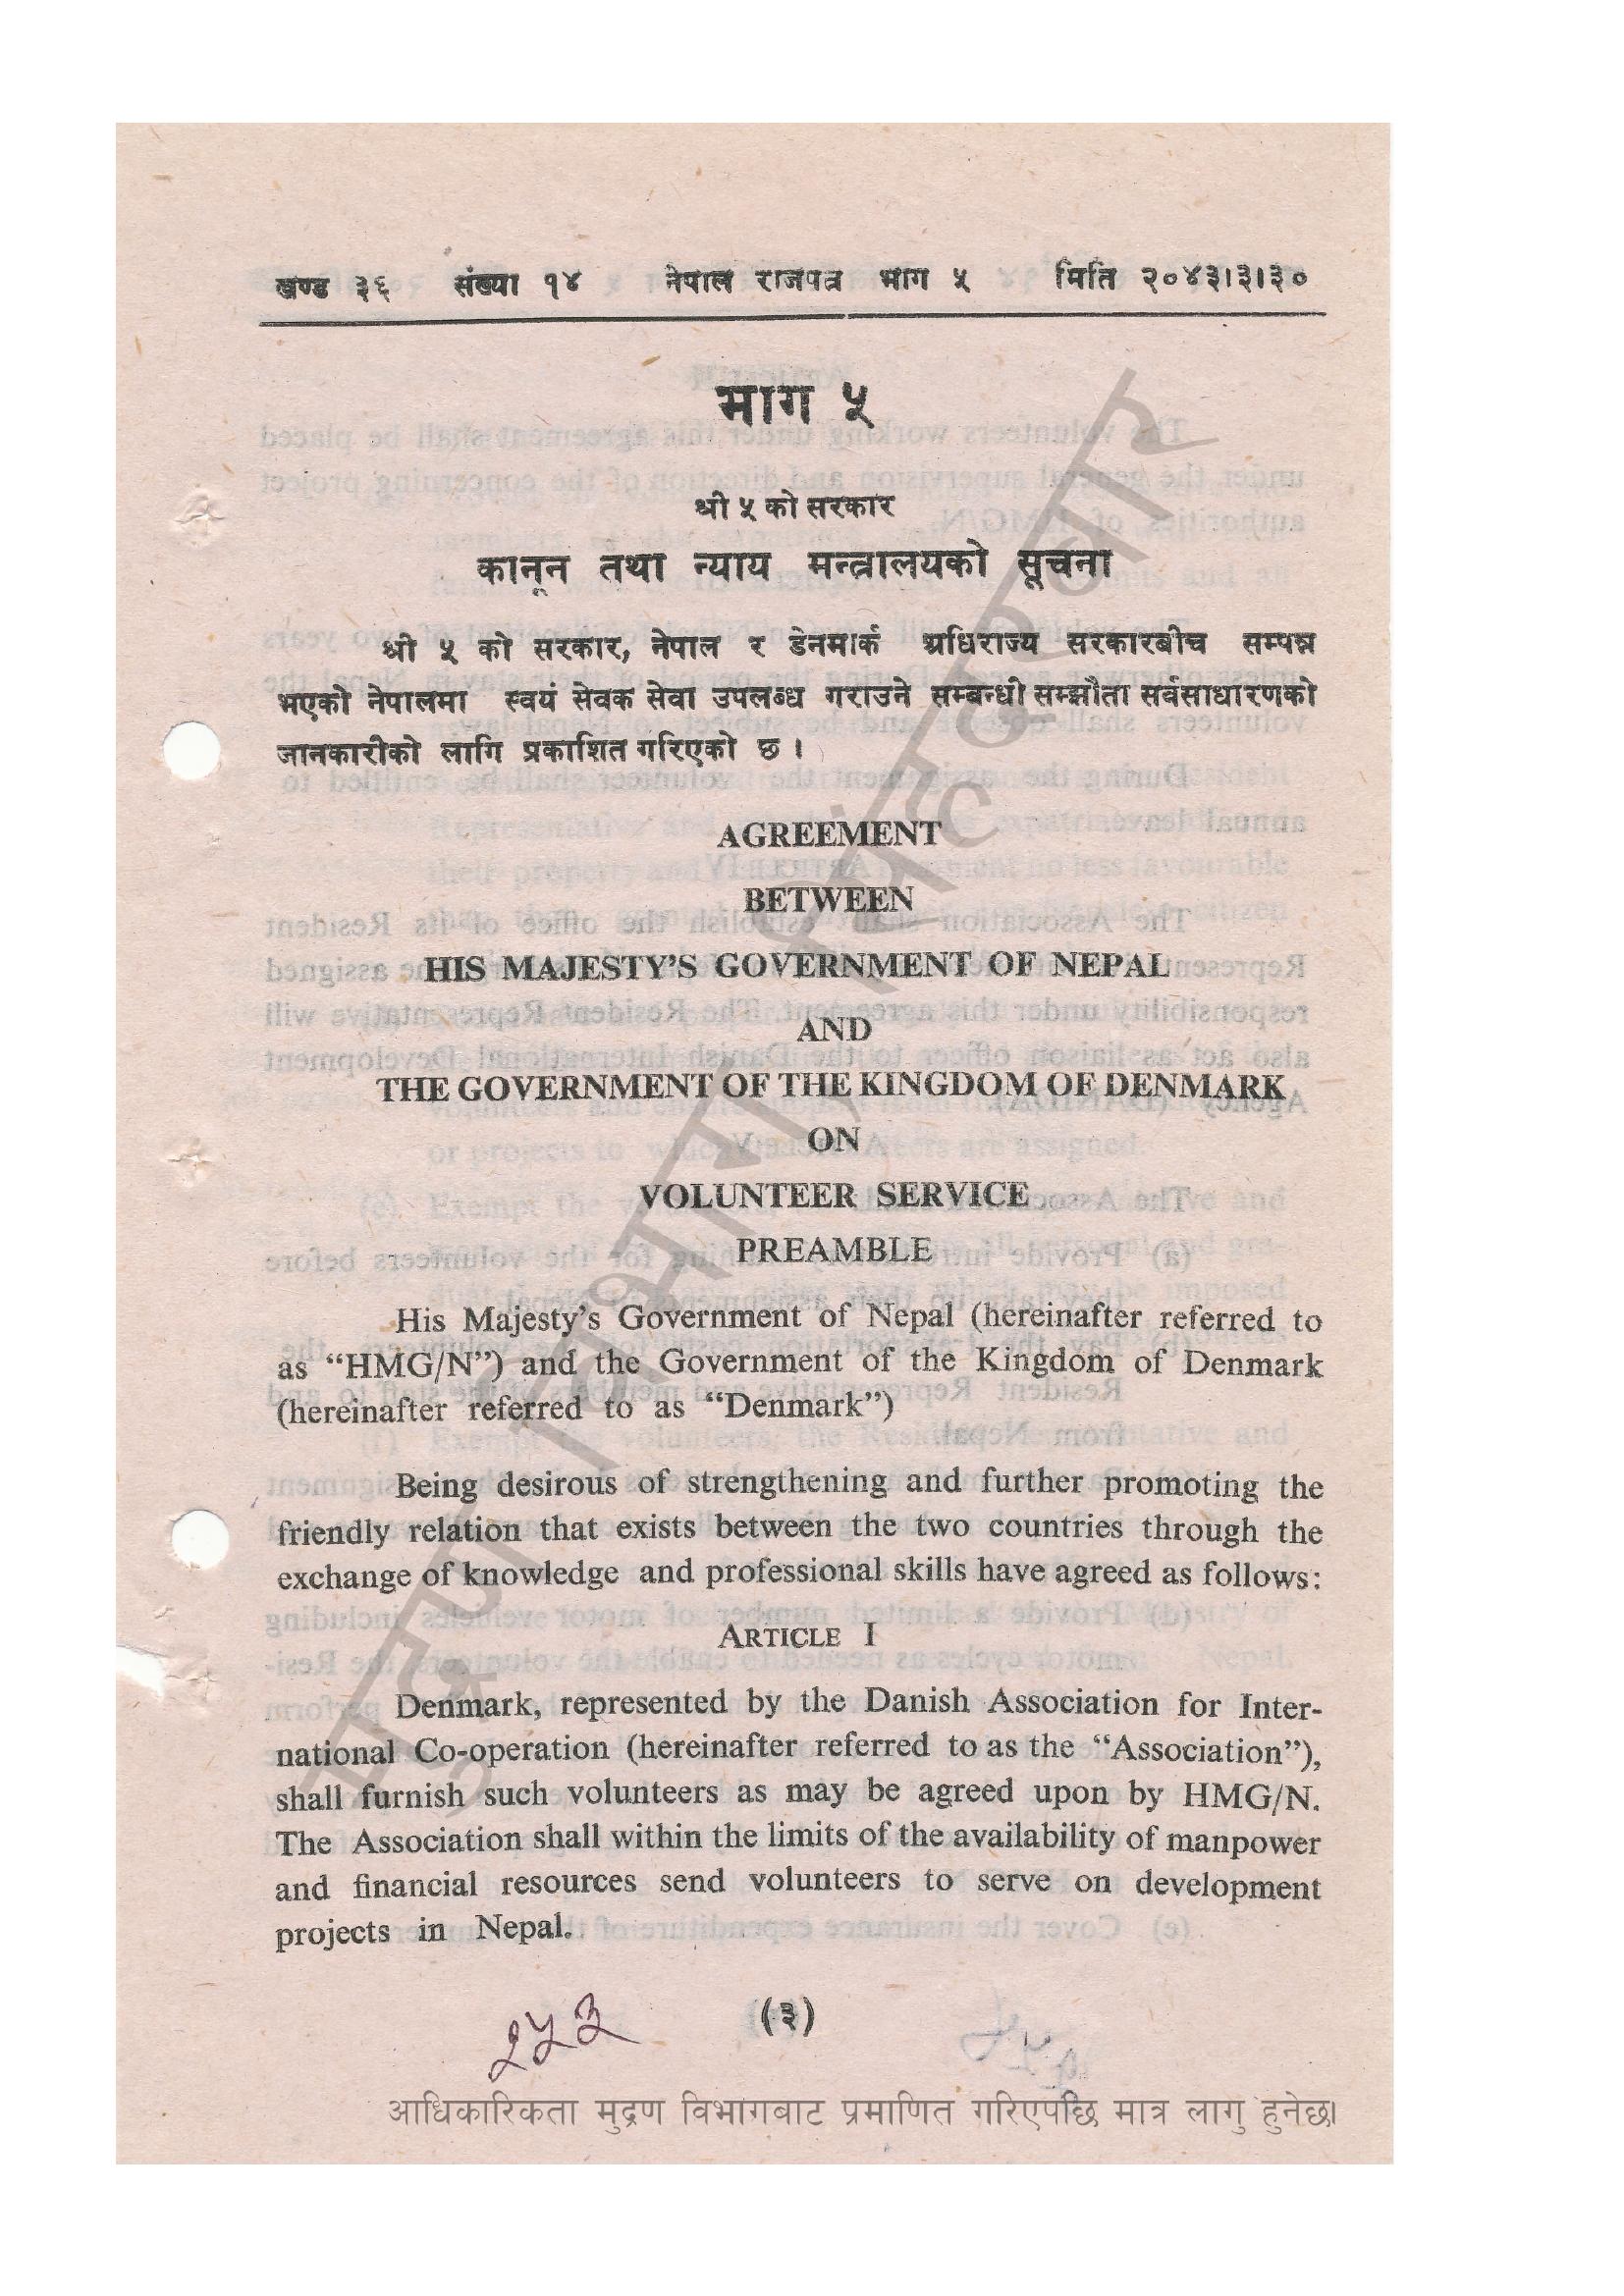 खण्ड ३६ संख्या १४ नेपाल राजपत्र भाग ५ मिति २०४३।३।३०
भाग ५
श्री ५ को सरकार
कानून तथा न्याय मन्त्रालयको सूचना
श्री ५ को सरकार, नेपाल र डेनमार्क अधिराज्य सरकारबीच सम्पन्न
भएको नेपालमा स्वयं सेवक सेवा उपलब्ध गराउने सम्बन्धी सम्झौता सर्वसाधारणको
जानकारीको लागि प्रकाशित गरिएको छ ।
AGREEMENT
BETWEEN
HIS MAJESTY'S GOVERNMENT OF NEPAL
AND
THE GOVERNMENT OF THE KINGDOM OF DENMARK
ON
VOLUNTEER SERVICE
PREAMBLE
His Majesty's Government of Nepal (hereinafter referred to
as “HMG/N”) and the Government of the Kingdom of Denmark
(hereinafter referred to as “Denmark”)
Being desirous of strengthening and further promoting the
friendly relation that exists between the two countries through the
exchange of knowledge and professional skills have agreed as follows:
ARTICLE I
Denmark, represented by the Danish Association for Inter-
national Co-operation (hereinafter referred to as the “Association”),
shall furnish such volunteers as may be agreed upon by HMG/N.
The Association shall within the limits of the availability of manpower
and financial resources send volunteers to serve on development
projects in Nepal.
(३)
२५३
आधिकारिकता मुद्रण विभागबाट प्रमाणित गरिएपछि मात्र लागु हुनेछ।